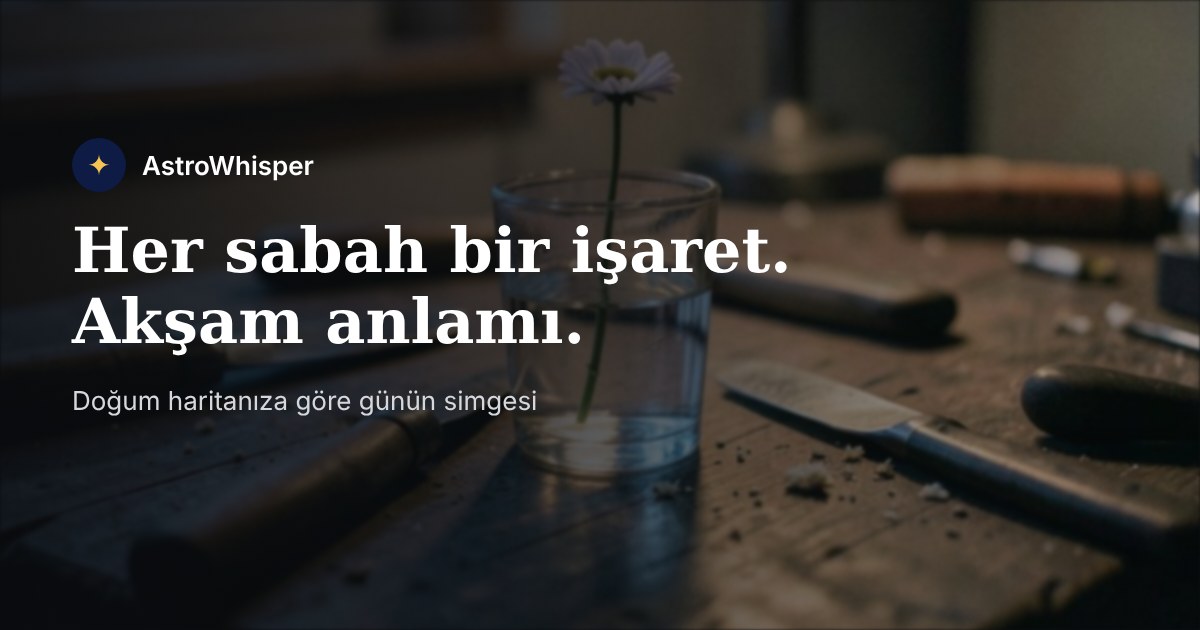 AstroWhisper
Her sabah bir işaret.
Akşam anlamı.
Doğum haritanıza göre günün simgesi